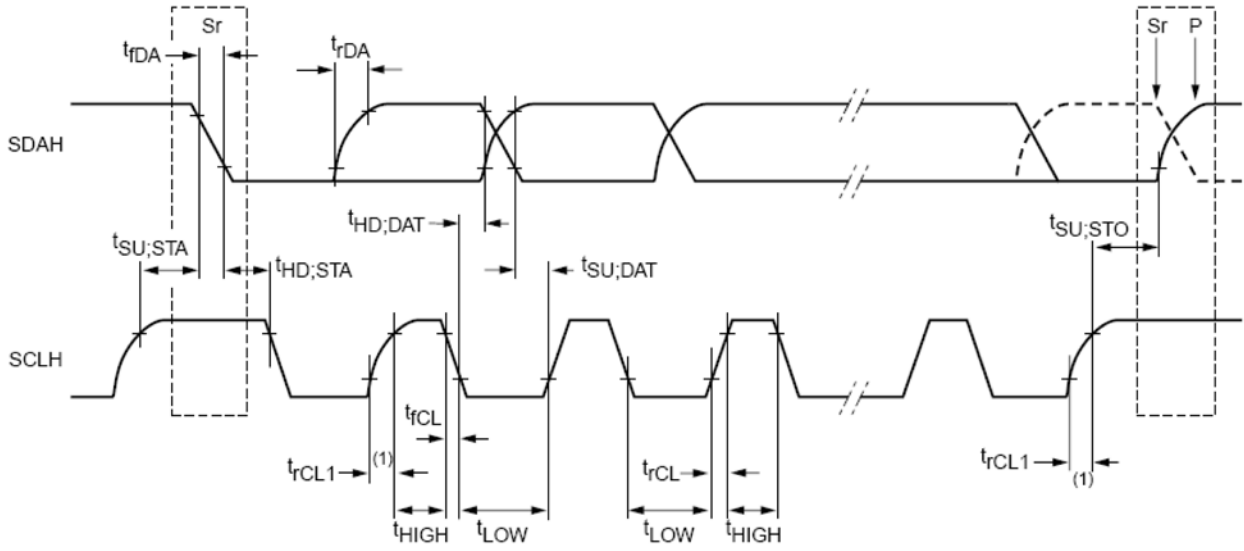 Sr
Sr P
tfDA
trDA
SDAH
tHD;DAT
tSU;STO
tSU;STA
tHD;STA
tSU;DAT
SCLH
tfCL
trCL1 (1)
trCL
trCL1 (1)
tHIGH
tLOW
tLOW
tHIGH